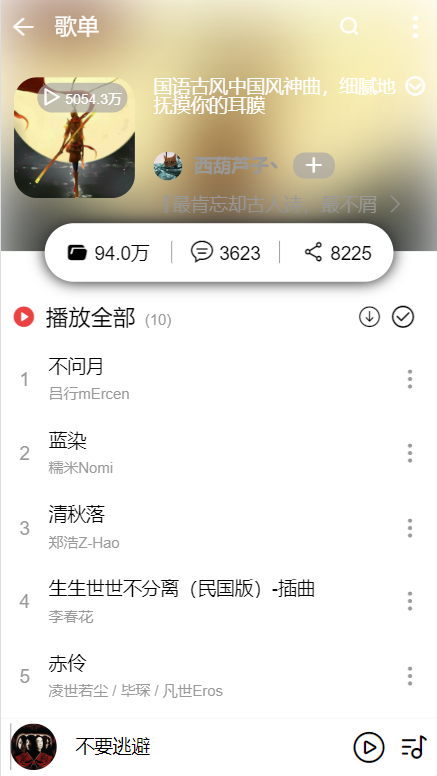 歌单
5054.3万
国语古风中国风神曲，细腻地
抚摸你的耳膜
西葫芦子丶
最肯忘却古人诗，最不屑
94.0万
3623
8225
播放全部 (10)
1
不问月
吕行mErcen
2
蓝染
糯米Nomi
3
清秋落
郑浩Z-Hao
4
生生世世不分离（民国版）-插曲
李春花
5
赤伶
凌世若尘 / 毕琛 / 凡世Eros
不要逃避